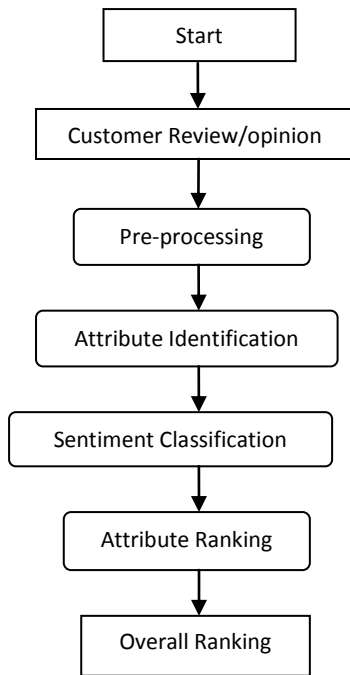 Start
Customer Review/opinion
Pre-processing
Attribute Identification
Sentiment Classification
Attribute Ranking
Overall Ranking